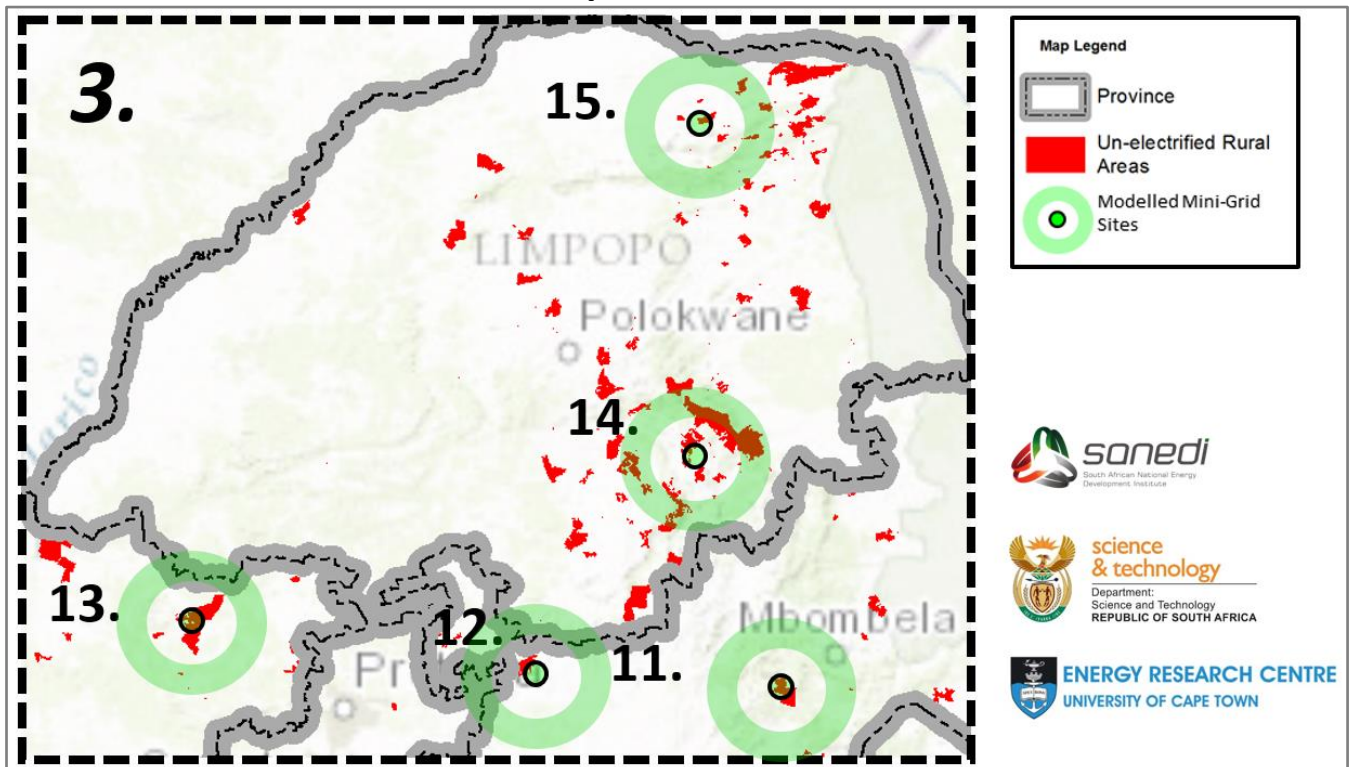 3.
15.
LIMPOPO
Polokwane
14.
13.
12.
11.
Mbombela
Map Legend
Province
Un-electrified Rural
Areas
Modelled Mini-Grid
Sites
sanedi
South African National Energy
Development Institute
science
& technology
Department:
Science and Technology
REPUBLIC OF SOUTH AFRICA
ENERGY RESEARCH CENTRE
UNIVERSITY OF CAPE TOWN